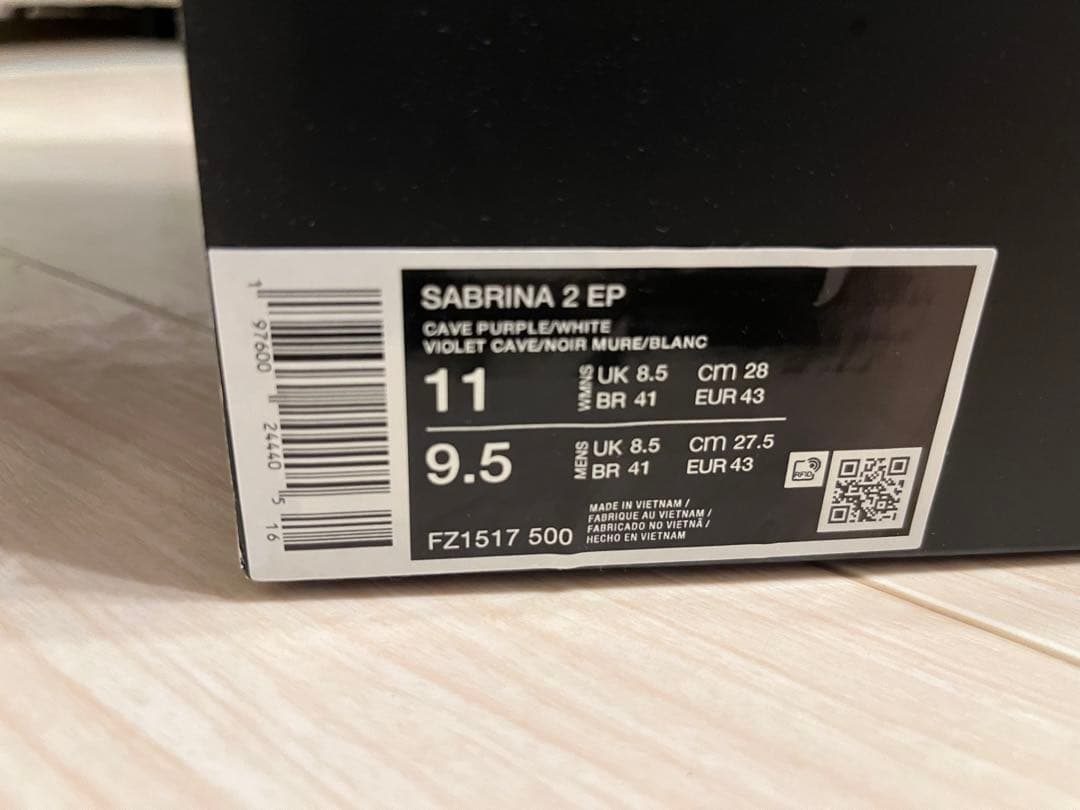 SABRINA 2 EP
CAVE PURPLE/WHITE
VIOLET CAVE/NOIR MURE/BLANC
11 WMNS UK 8.5 cm 28
BR 41 EUR 43
9.5 MENS UK 8.5 cm 27.5
BR 41 EUR 43
RFID
FZ1517 500
MADE IN VIETNAM /
FABRIQUE AU VIETNAM /
FABRICADO NO VIETNÃ /
HECHO EN VIETNAM
1 97600 24440 5 16